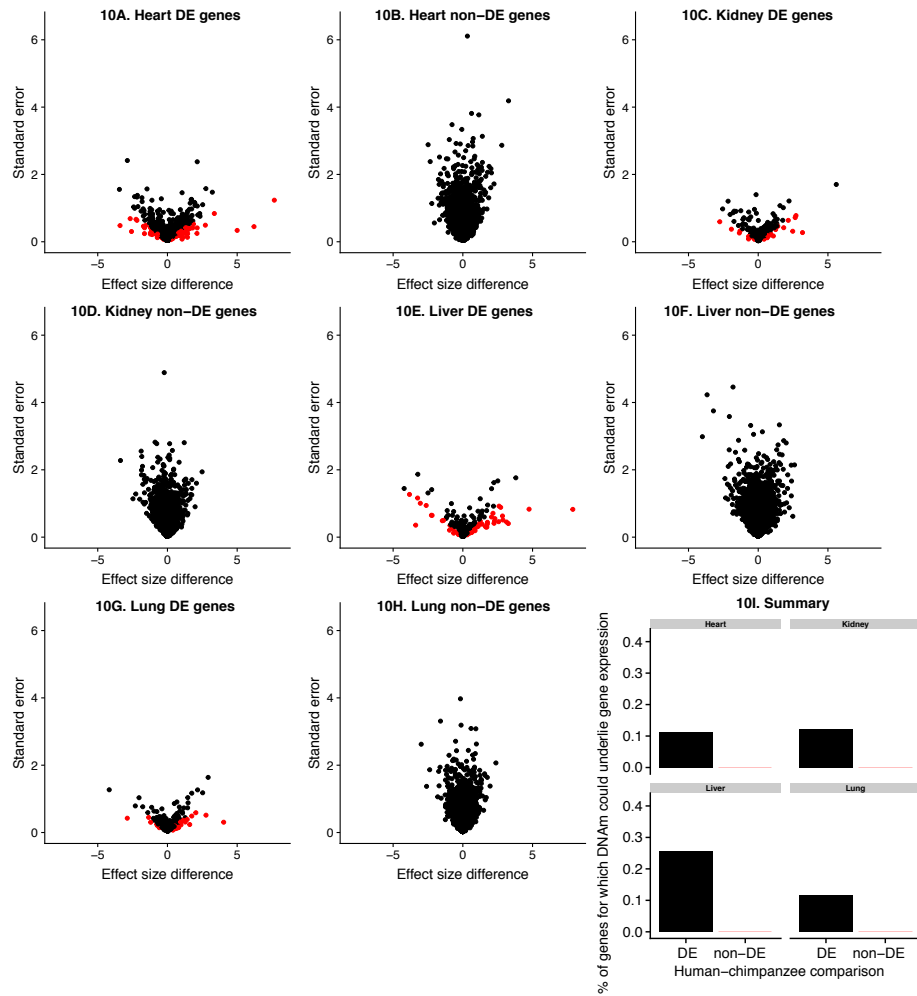 10A. Heart DE genes
Standard error
6
4
2
0
−5
0
5
Effect size difference
10B. Heart non−DE genes
Standard error
6
4
2
0
−5
0
5
Effect size difference
10C. Kidney DE genes
Standard error
6
4
2
0
−5
0
5
Effect size difference
10D. Kidney non−DE genes
Standard error
6
4
2
0
−5
0
5
Effect size difference
10E. Liver DE genes
Standard error
6
4
2
0
−5
0
5
Effect size difference
10F. Liver non−DE genes
Standard error
6
4
2
0
−5
0
5
Effect size difference
10G. Lung DE genes
Standard error
6
4
2
0
−5
0
5
Effect size difference
10H. Lung non−DE genes
Standard error
6
4
2
0
−5
0
5
Effect size difference
10I. Summary
% of genes for which DNAm could underlie gene expression
Heart
Kidney
0.4
0.3
0.2
0.1
0.0
Liver
Lung
0.4
0.3
0.2
0.1
0.0
DE non−DE DE non−DE
Human−chimpanzee comparison